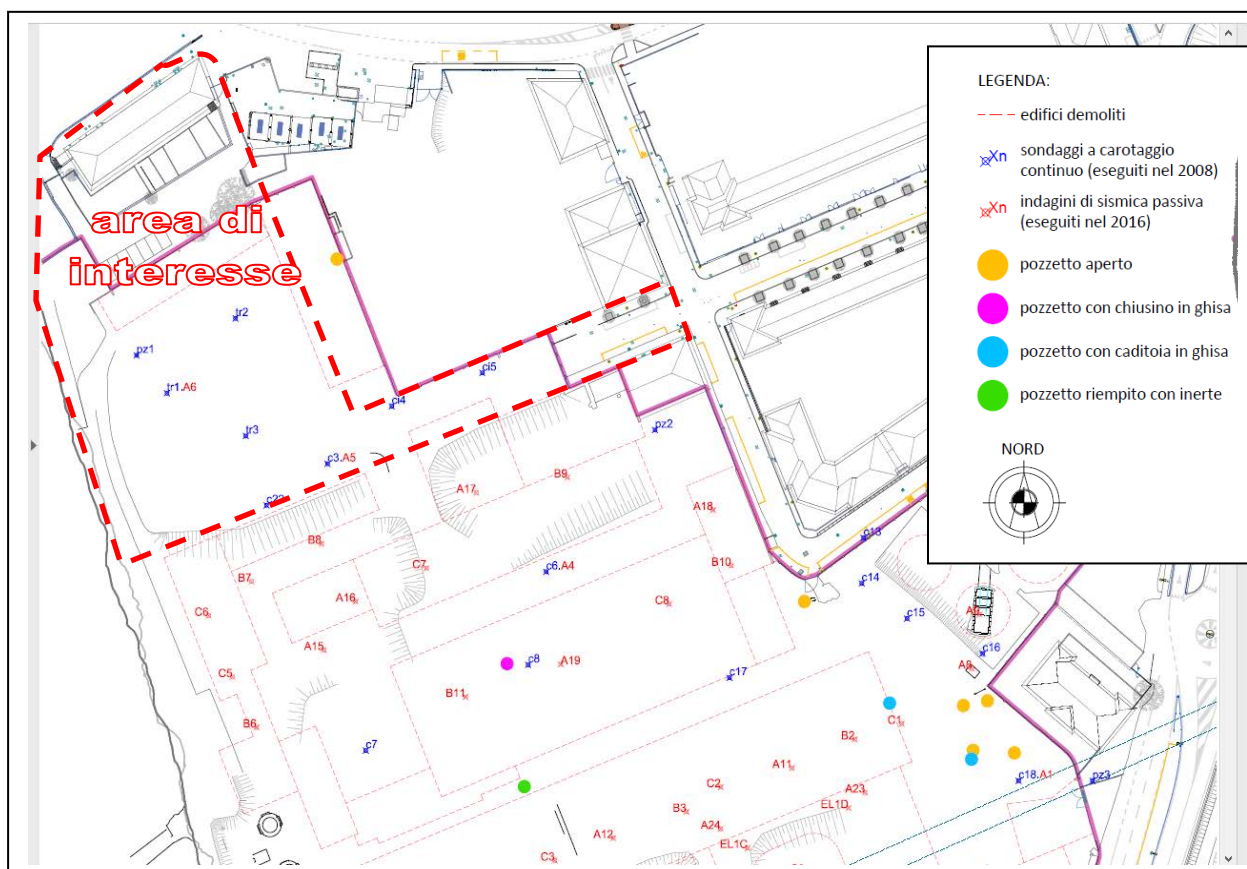 LEGENDA:
edifici demoliti
Xn sondaggi a carotaggio
continuo (eseguiti nel 2008)
Xn indagini di sismica passiva
(eseguiti nel 2016)
pozzetto aperto
pozzetto con chiusino in ghisa
pozzetto con caditoia in ghisa
pozzetto riempito con inerte
NORD
area di
interesse
tr2
pz1
tr1.A6
tr3
c3.A5
ci4
ci5
pz2
A17
B9
A18
B8
B7
C7
c6.A4
B10
c13
c14
C6
A16
C8
c15
A15
c16
C5
c8
A19
B11
c17
B6
c7
C1
B2
A11
c18.A1
pz3
C2
A23
B3
EL1D
A24
A12
EL1C
C3